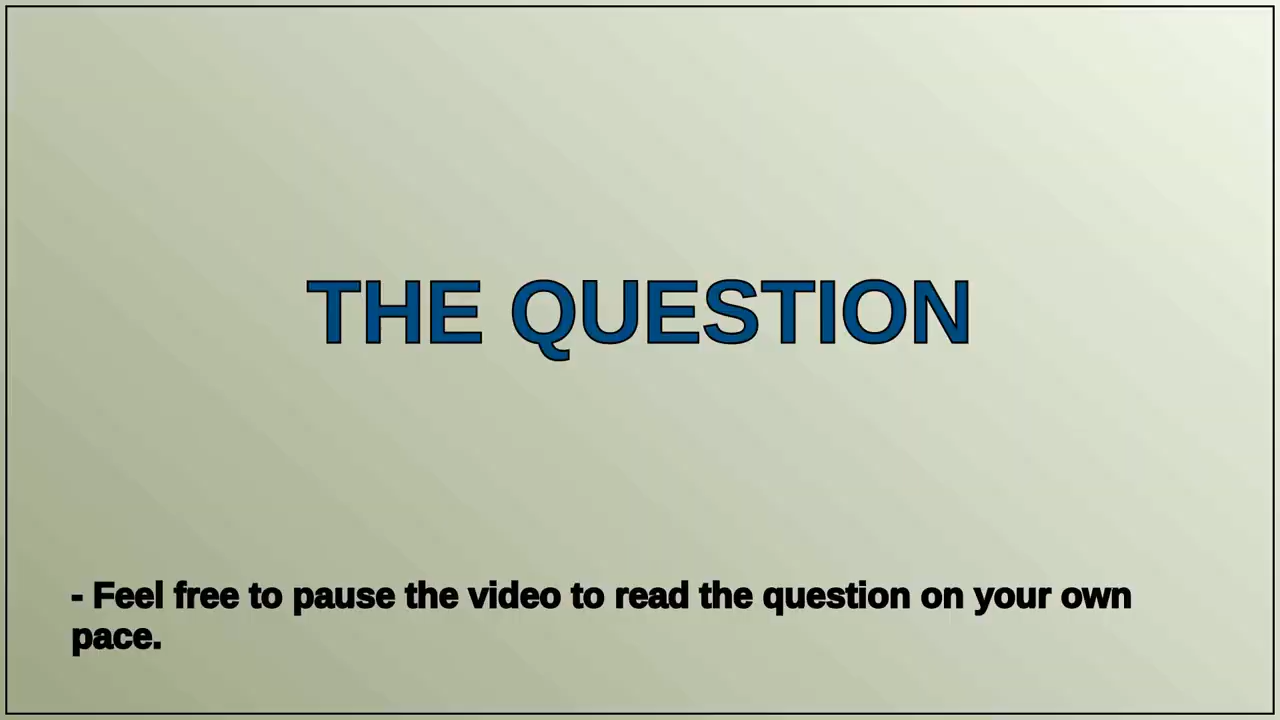 THE QUESTION
- Feel free to pause the video to read the question on your own
pace.